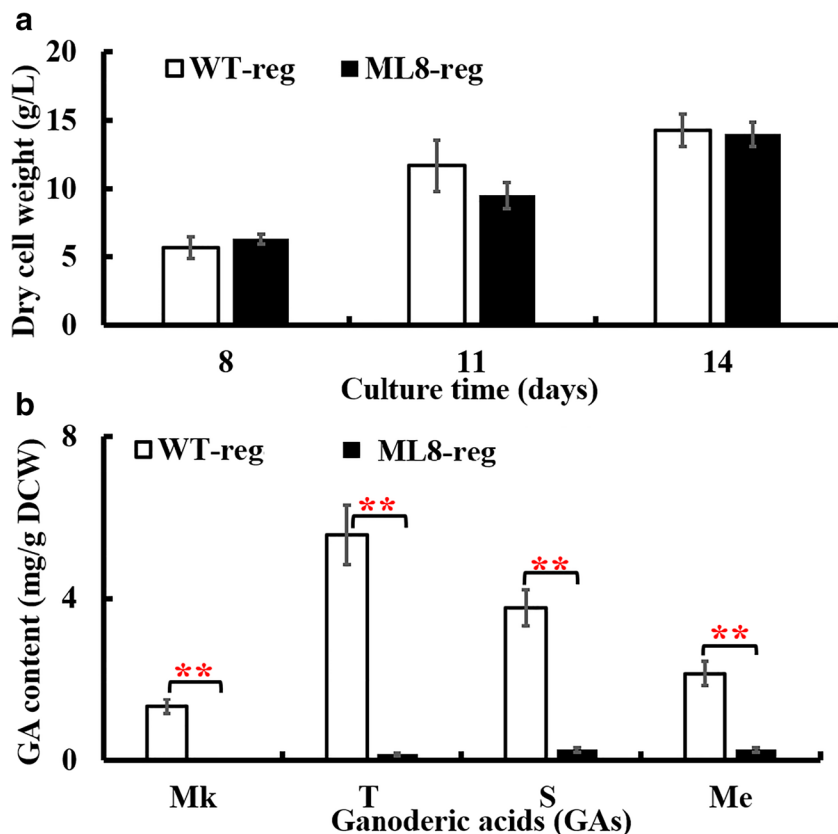 a
Dry cell weight (g/L)
20
15
10
5
0
WT-reg ML8-reg
8 11 14
Culture time (days)
b
GA content (mg/g DCW)
8
4
0
WT-reg ML8-reg
**
**
**
**
Mk T S Me
Ganoderic acids (GAs)